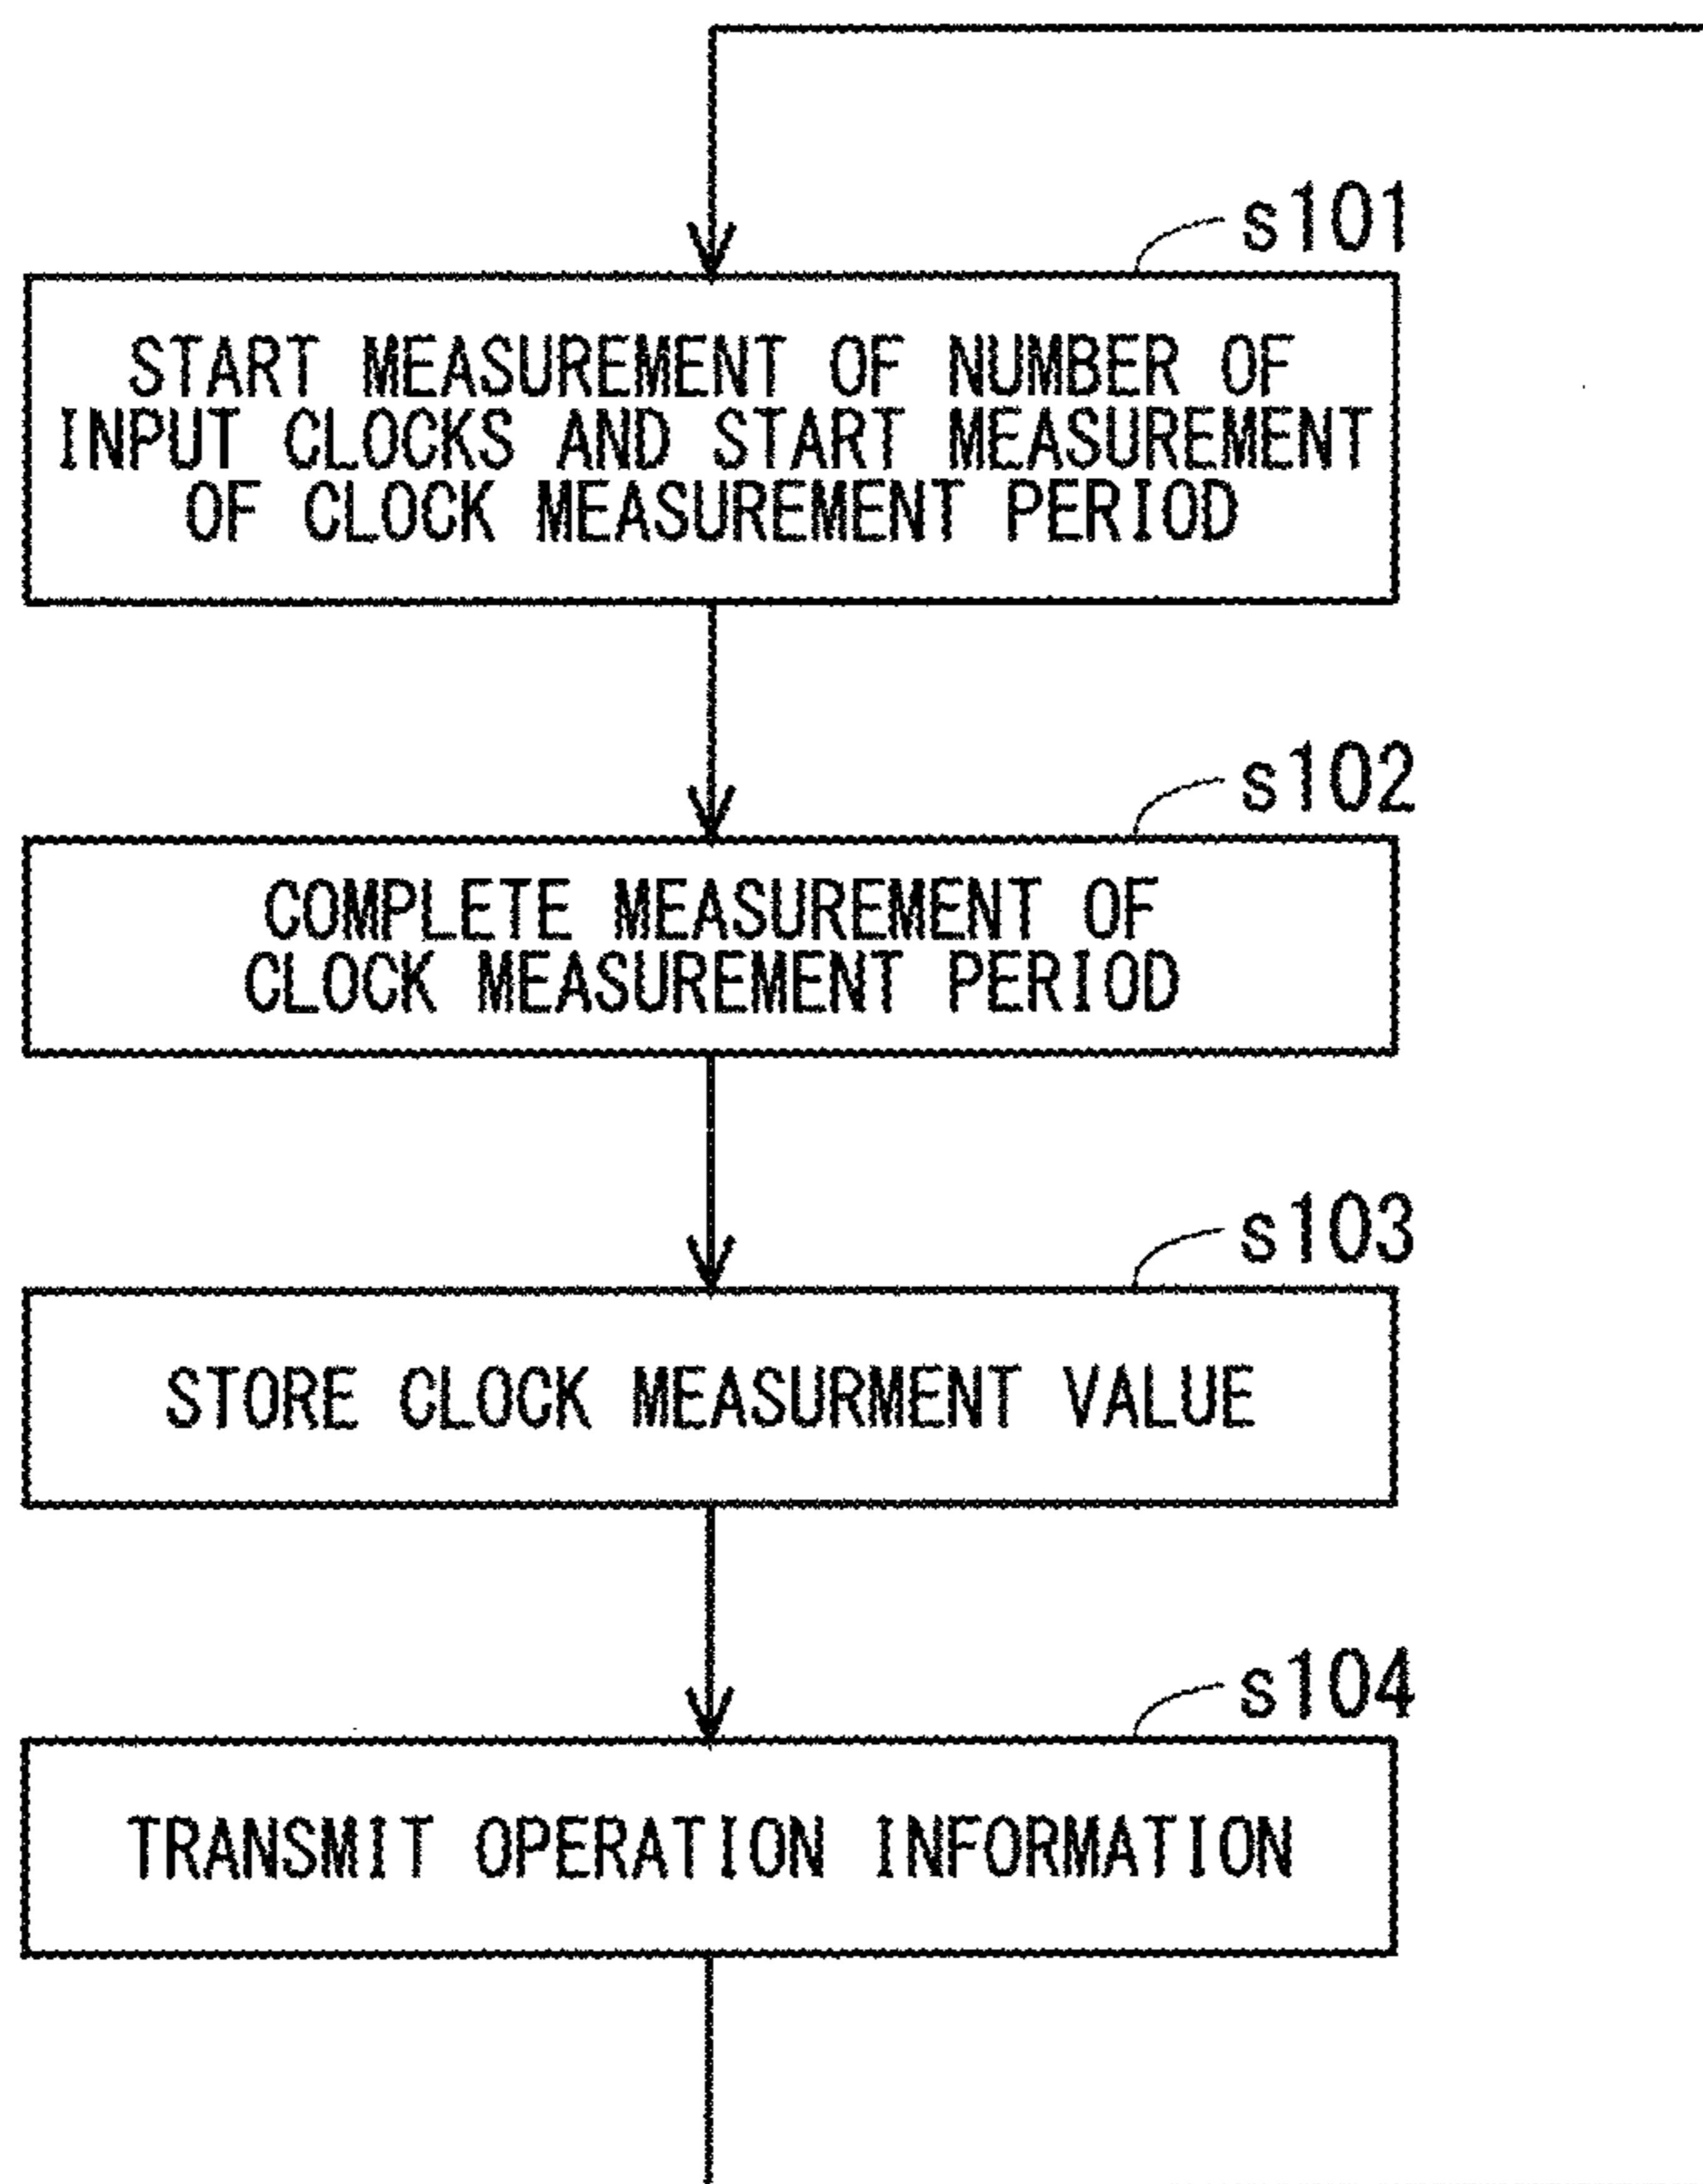 s101
START MEASUREMENT OF NUMBER OF
INPUT CLOCKS AND START MEASUREMENT
OF CLOCK MEASUREMENT PERIOD
s102
COMPLETE MEASUREMENT OF
CLOCK MEASUREMENT PERIOD
s103
STORE CLOCK MEASURMENT VALUE
s104
TRANSMIT OPERATION INFORMATION